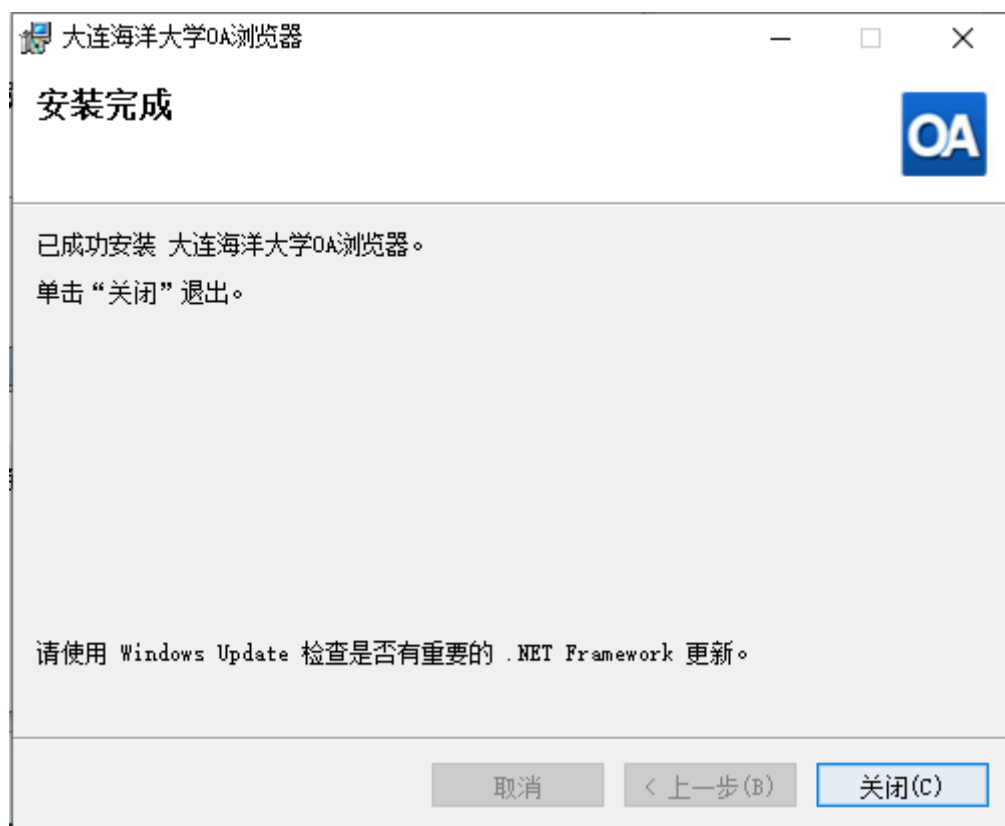 大连海洋大学OA浏览器
安装完成
OA
已成功安装 大连海洋大学OA浏览器。
单击“关闭”退出。
请使用 Windows Update 检查是否有重要的 .NET Framework 更新。
取消
< 上一步(B)
关闭(C)